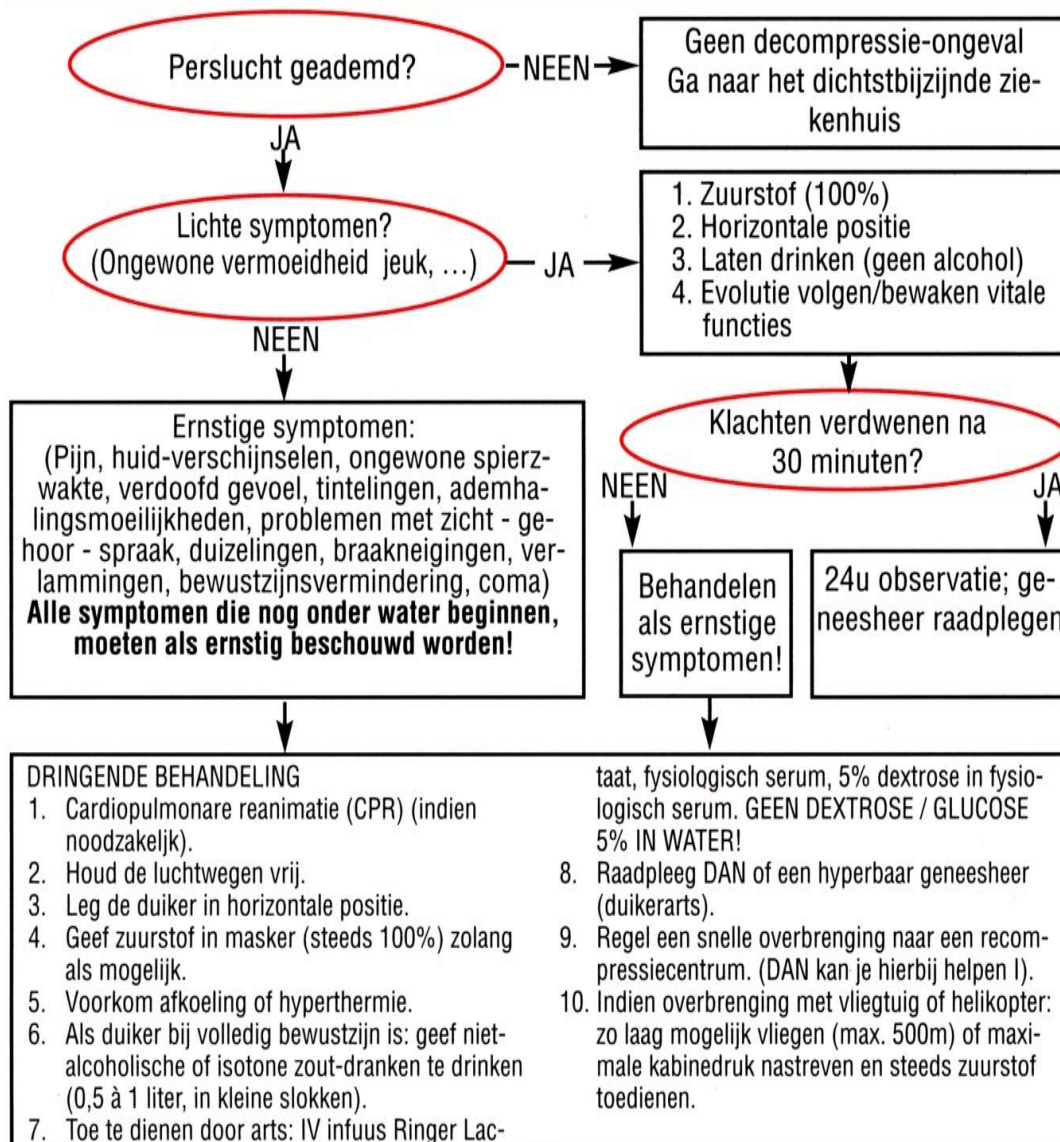 Perslucht geademd?
NEEN
Geen decompressie-ongeval
Ga naar het dichtstbijzijnde zie-
kenhuis
JA
Lichte symptomen?
(Ongewone vermoeidheid jeuk, ...)
JA
1. Zuurstof (100%)
2. Horizontale positie
3. Laten drinken (geen alcohol)
4. Evolutie volgen/bewaken vitale
functies
NEEN
Ernstige symptomen:
(Pijn, huid-verschijnselen, ongewone spierz-
wakte, verdoofd gevoel, tintelingen, ademha-
lingsmoeilijkheden, problemen met zicht - ge-
hoor - spraak, duizelingen, braakneigingen, ver-
lammingen, bewustzijnsvermindering, coma)
Alle symptomen die nog onder water beginnen,
moeten als ernstig beschouwd worden!
Klachten verdwenen na
30 minuten?
NEEN
JA
Behandelen
als ernstige
symptomen!
24u observatie; ge-
neesheer raadplegen
DRINGENDE BEHANDELING
1. Cardiopulmonare reanimatie (CPR) (indien
noodzakelijk).
2. Houd de luchtwegen vrij.
3. Leg de duiker in horizontale positie.
4. Geef zuurstof in masker (steeds 100%) zolang
als mogelijk.
5. Voorkom afkoeling of hyperthermie.
6. Als duiker bij volledig bewustzijn is: geef niet-
alcoholische of isotone zout-dranken te drinken
(0,5 à 1 liter, in kleine slokken).
7. Toe te dienen door arts: IV infuus Ringer Lac-
taat, fysiologisch serum, 5% dextrose in fysio-
logisch serum. GEEN DEXTROSE / GLUCOSE
5% IN WATER!
8. Raadpleeg DAN of een hyperbaar geneesheer
(duikerarts).
9. Regel een snelle overbrenging naar een recom-
pressiecentrum. (DAN kan je hierbij helpen I).
10. Indien overbrenging met vliegtuig of helikopter:
zo laag mogelijk vliegen (max. 500m) of maxi-
male kabinedruk nastreven en steeds zuurstof
toedienen.